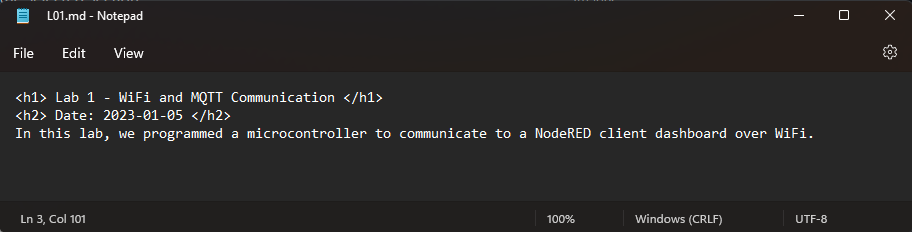 L01.md - Notepad
File Edit View
<h1> Lab 1 - WiFi and MQTT Communication </h1>
<h2> Date: 2023-01-05 </h2>
In this lab, we programmed a microcontroller to communicate to a NodeRED client dashboard over WiFi.
Ln 3, Col 101 100% Windows (CRLF) UTF-8